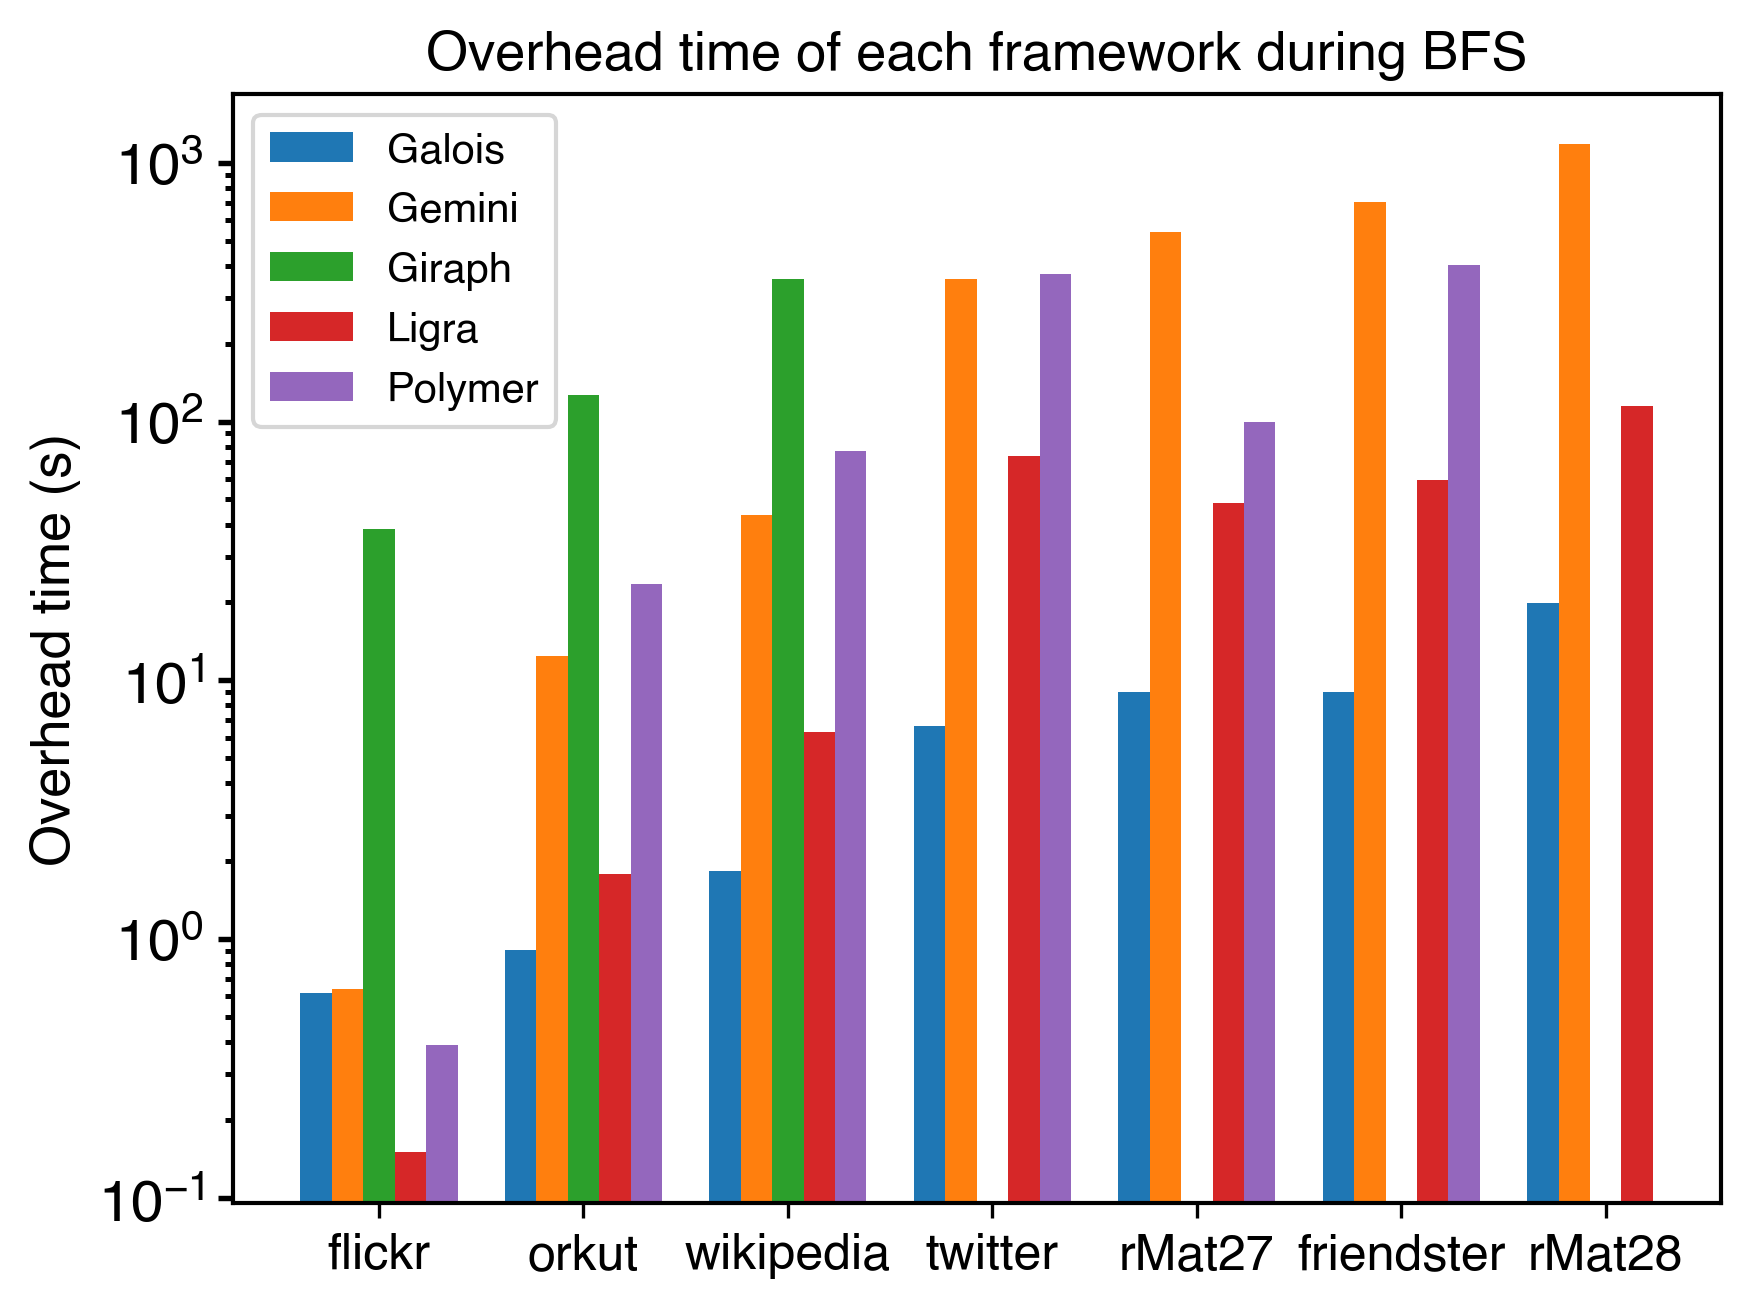 Overhead time of each framework during BFS
Overhead time (s)
10³
10²
10¹
10⁰
10⁻¹
Galois
Gemini
Giraph
Ligra
Polymer
flickr orkut wikipedia twitter rMat27 friendster rMat28